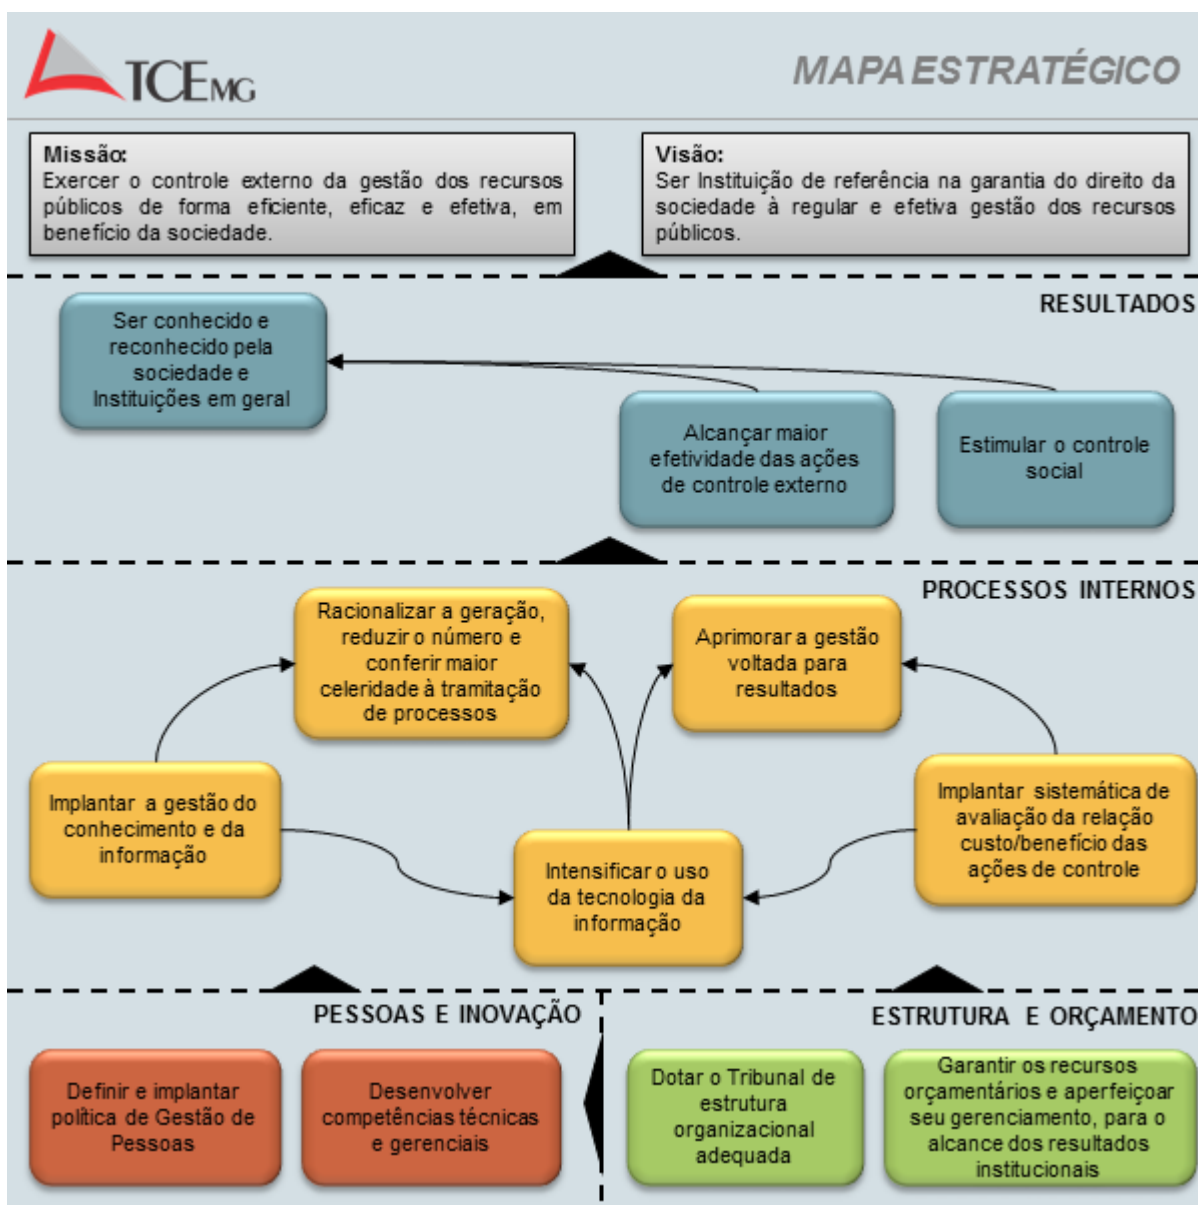 TCEMG
MAPA ESTRATÉGICO
Missão:
Exercer o controle externo da gestão dos recursos
públicos de forma eficiente, eficaz e efetiva, em
benefício da sociedade.
Visão:
Ser Instituição de referência na garantia do direito da
sociedade à regular e efetiva gestão dos recursos
públicos.
RESULTADOS
Ser conhecido e
reconhecido pela
sociedade e
Instituições em geral
Alcançar maior
efetividade das ações
de controle externo
Estimular o controle
social
PROCESSOS INTERNOS
Racionalizar a geração,
reduzir o número e
conferir maior
celeridade à tramitação
de processos
Aprimorar a gestão
voltada para
resultados
Implantar a gestão do
conhecimento e da
informação
Intensificar o uso
da tecnologia da
informação
Implantar sistemática de
avaliação da relação
custo/benefício das
ações de controle
PESSOAS E INOVAÇÃO
Definir e implantar
política de Gestão de
Pessoas
Desenvolver
competências técnicas
e gerenciais
ESTRUTURA E ORÇAMENTO
Dotar o Tribunal de
estrutura
organizacional
adequada
Garantir os recursos
orçamentários e aperfeiçoar
seu gerenciamento, para o
alcance dos resultados
institucionais